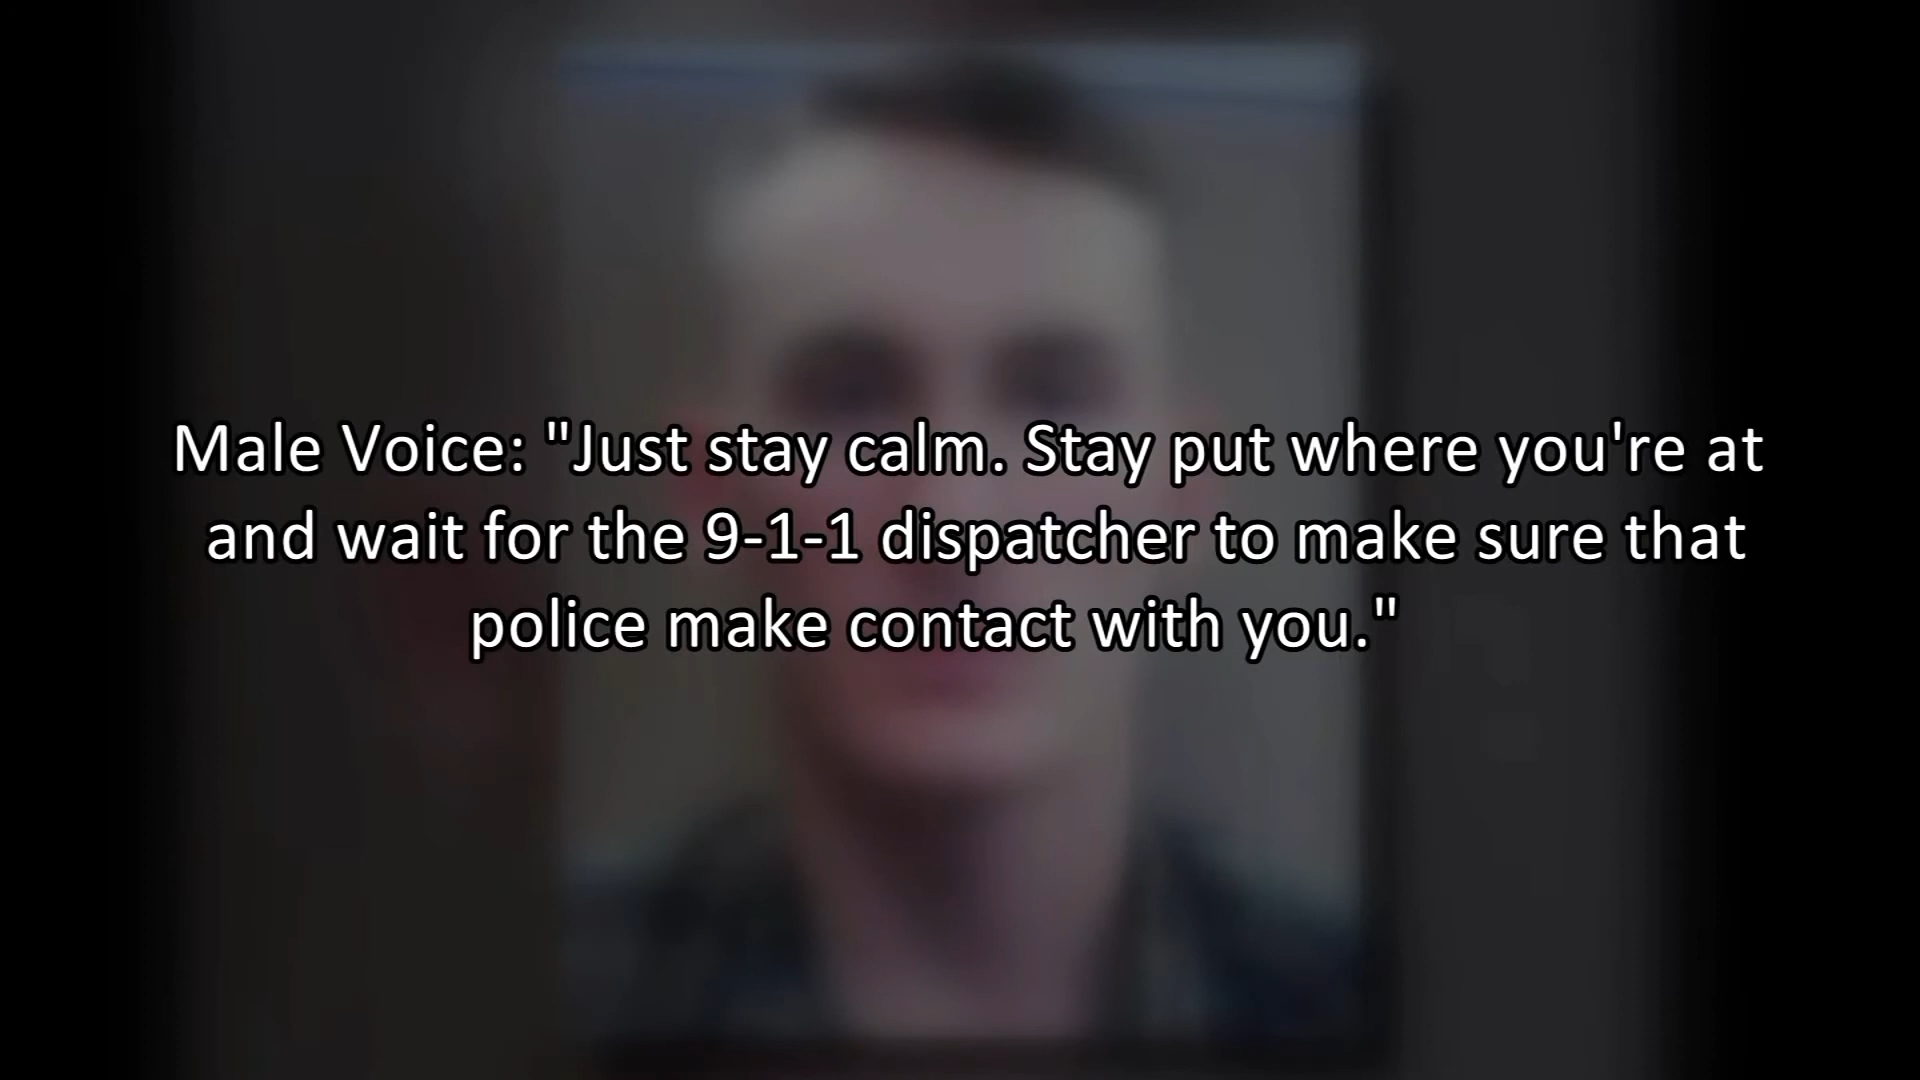 Male Voice: "Just stay calm. Stay put where you're at
and wait for the 9-1-1 dispatcher to make sure that
police make contact with you."